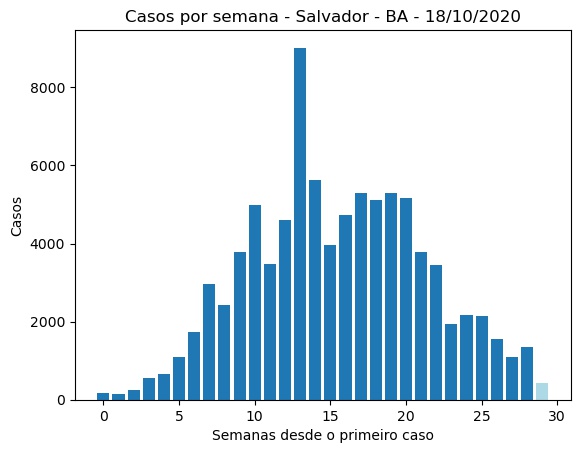 Casos por semana - Salvador - BA - 18/10/2020
Casos
8000
6000
4000
2000
0
0 5 10 15 20 25 30
Semanas desde o primeiro caso